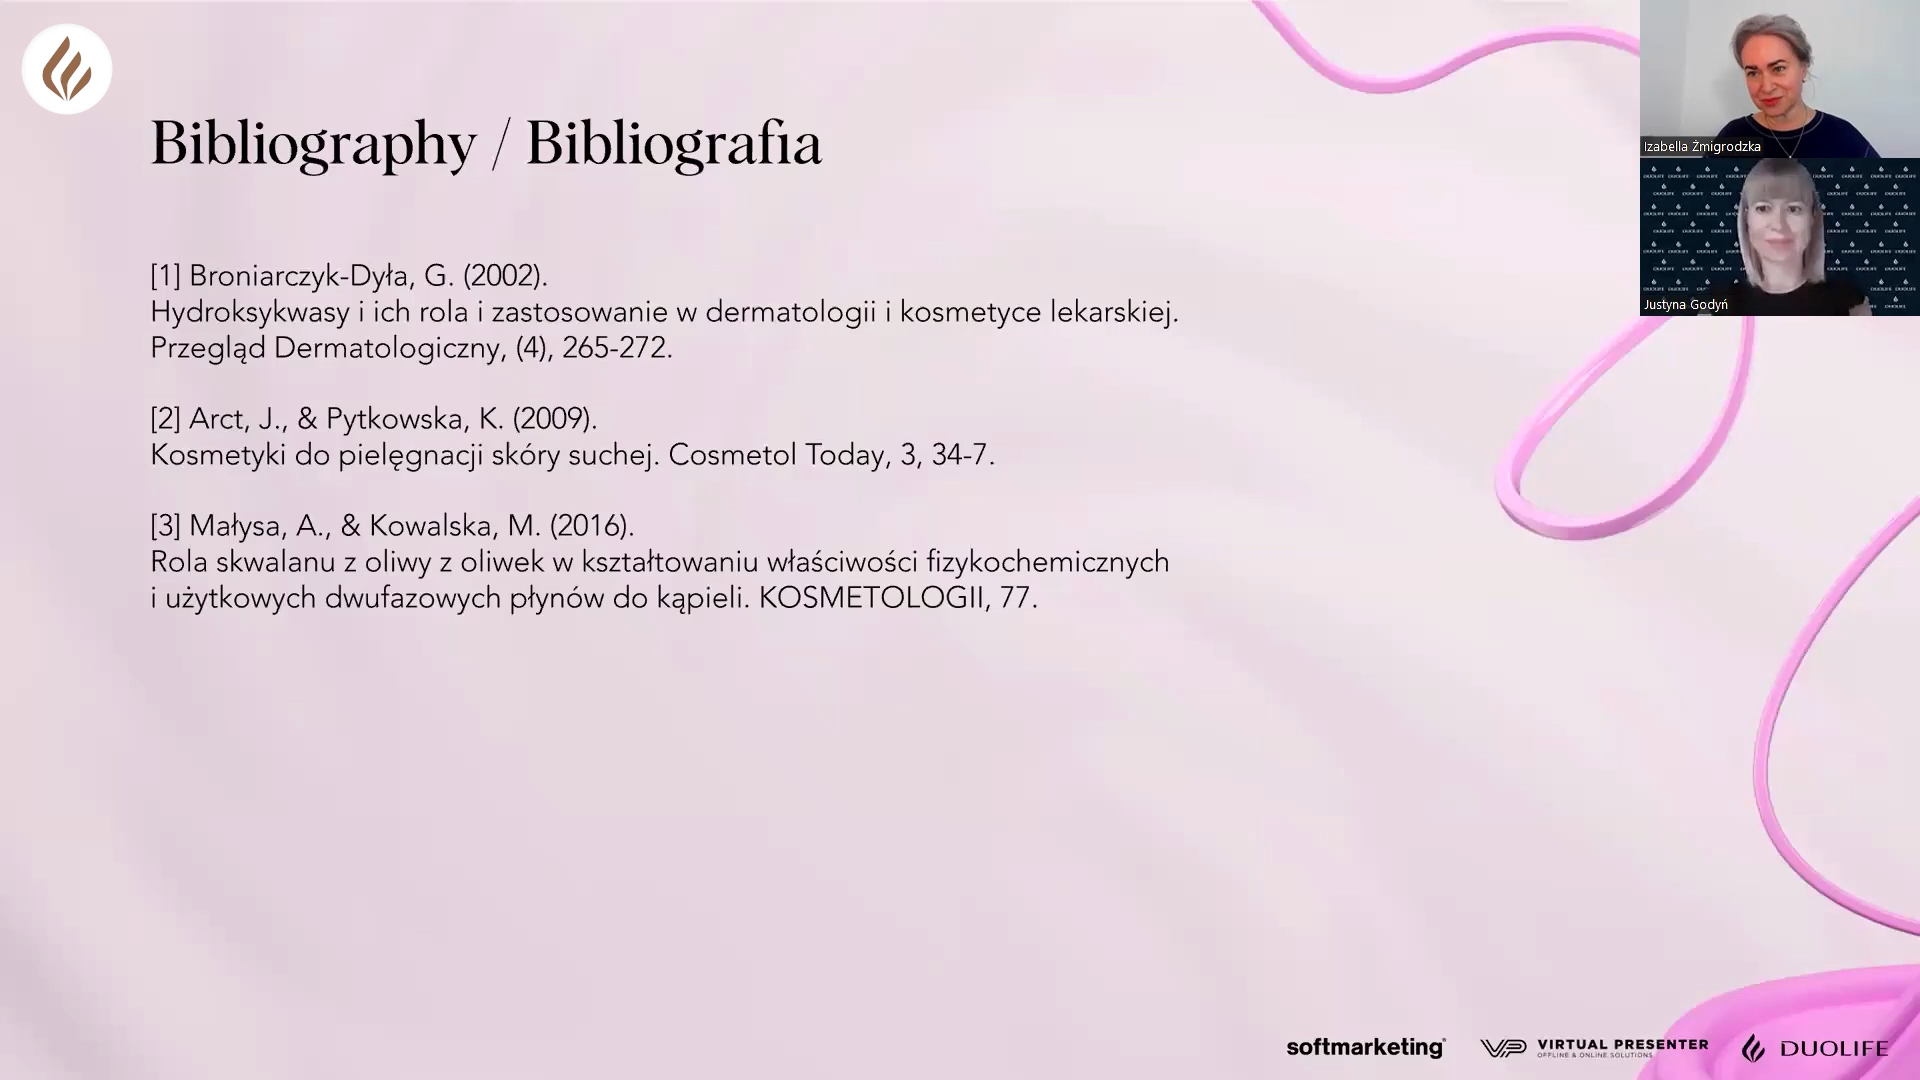 Bibliography / Bibliografia
[1] Broniarczyk-Dyła, G. (2002).
Hydroksykwasy i ich rola i zastosowanie w dermatologii i kosmetyce lekarskiej.
Przegląd Dermatologiczny, (4), 265-272.
[2] Arct, J., & Pytkowska, K. (2009).
Kosmetyki do pielęgnacji skóry suchej. Cosmetol Today, 3, 34-7.
[3] Małysa, A., & Kowalska, M. (2016).
Rola skwalanu z oliwy z oliwek w kształtowaniu właściwości fizykochemicznych
i użytkowych dwufazowych płynów do kąpieli. KOSMETOLOGII, 77.
Izabella Żmigrodzka
Justyna Godyń
softmarketing
VP VIRTUAL PRESENTER
OFFLINE & ONLINE SOLUTIONS
DUOLIFE